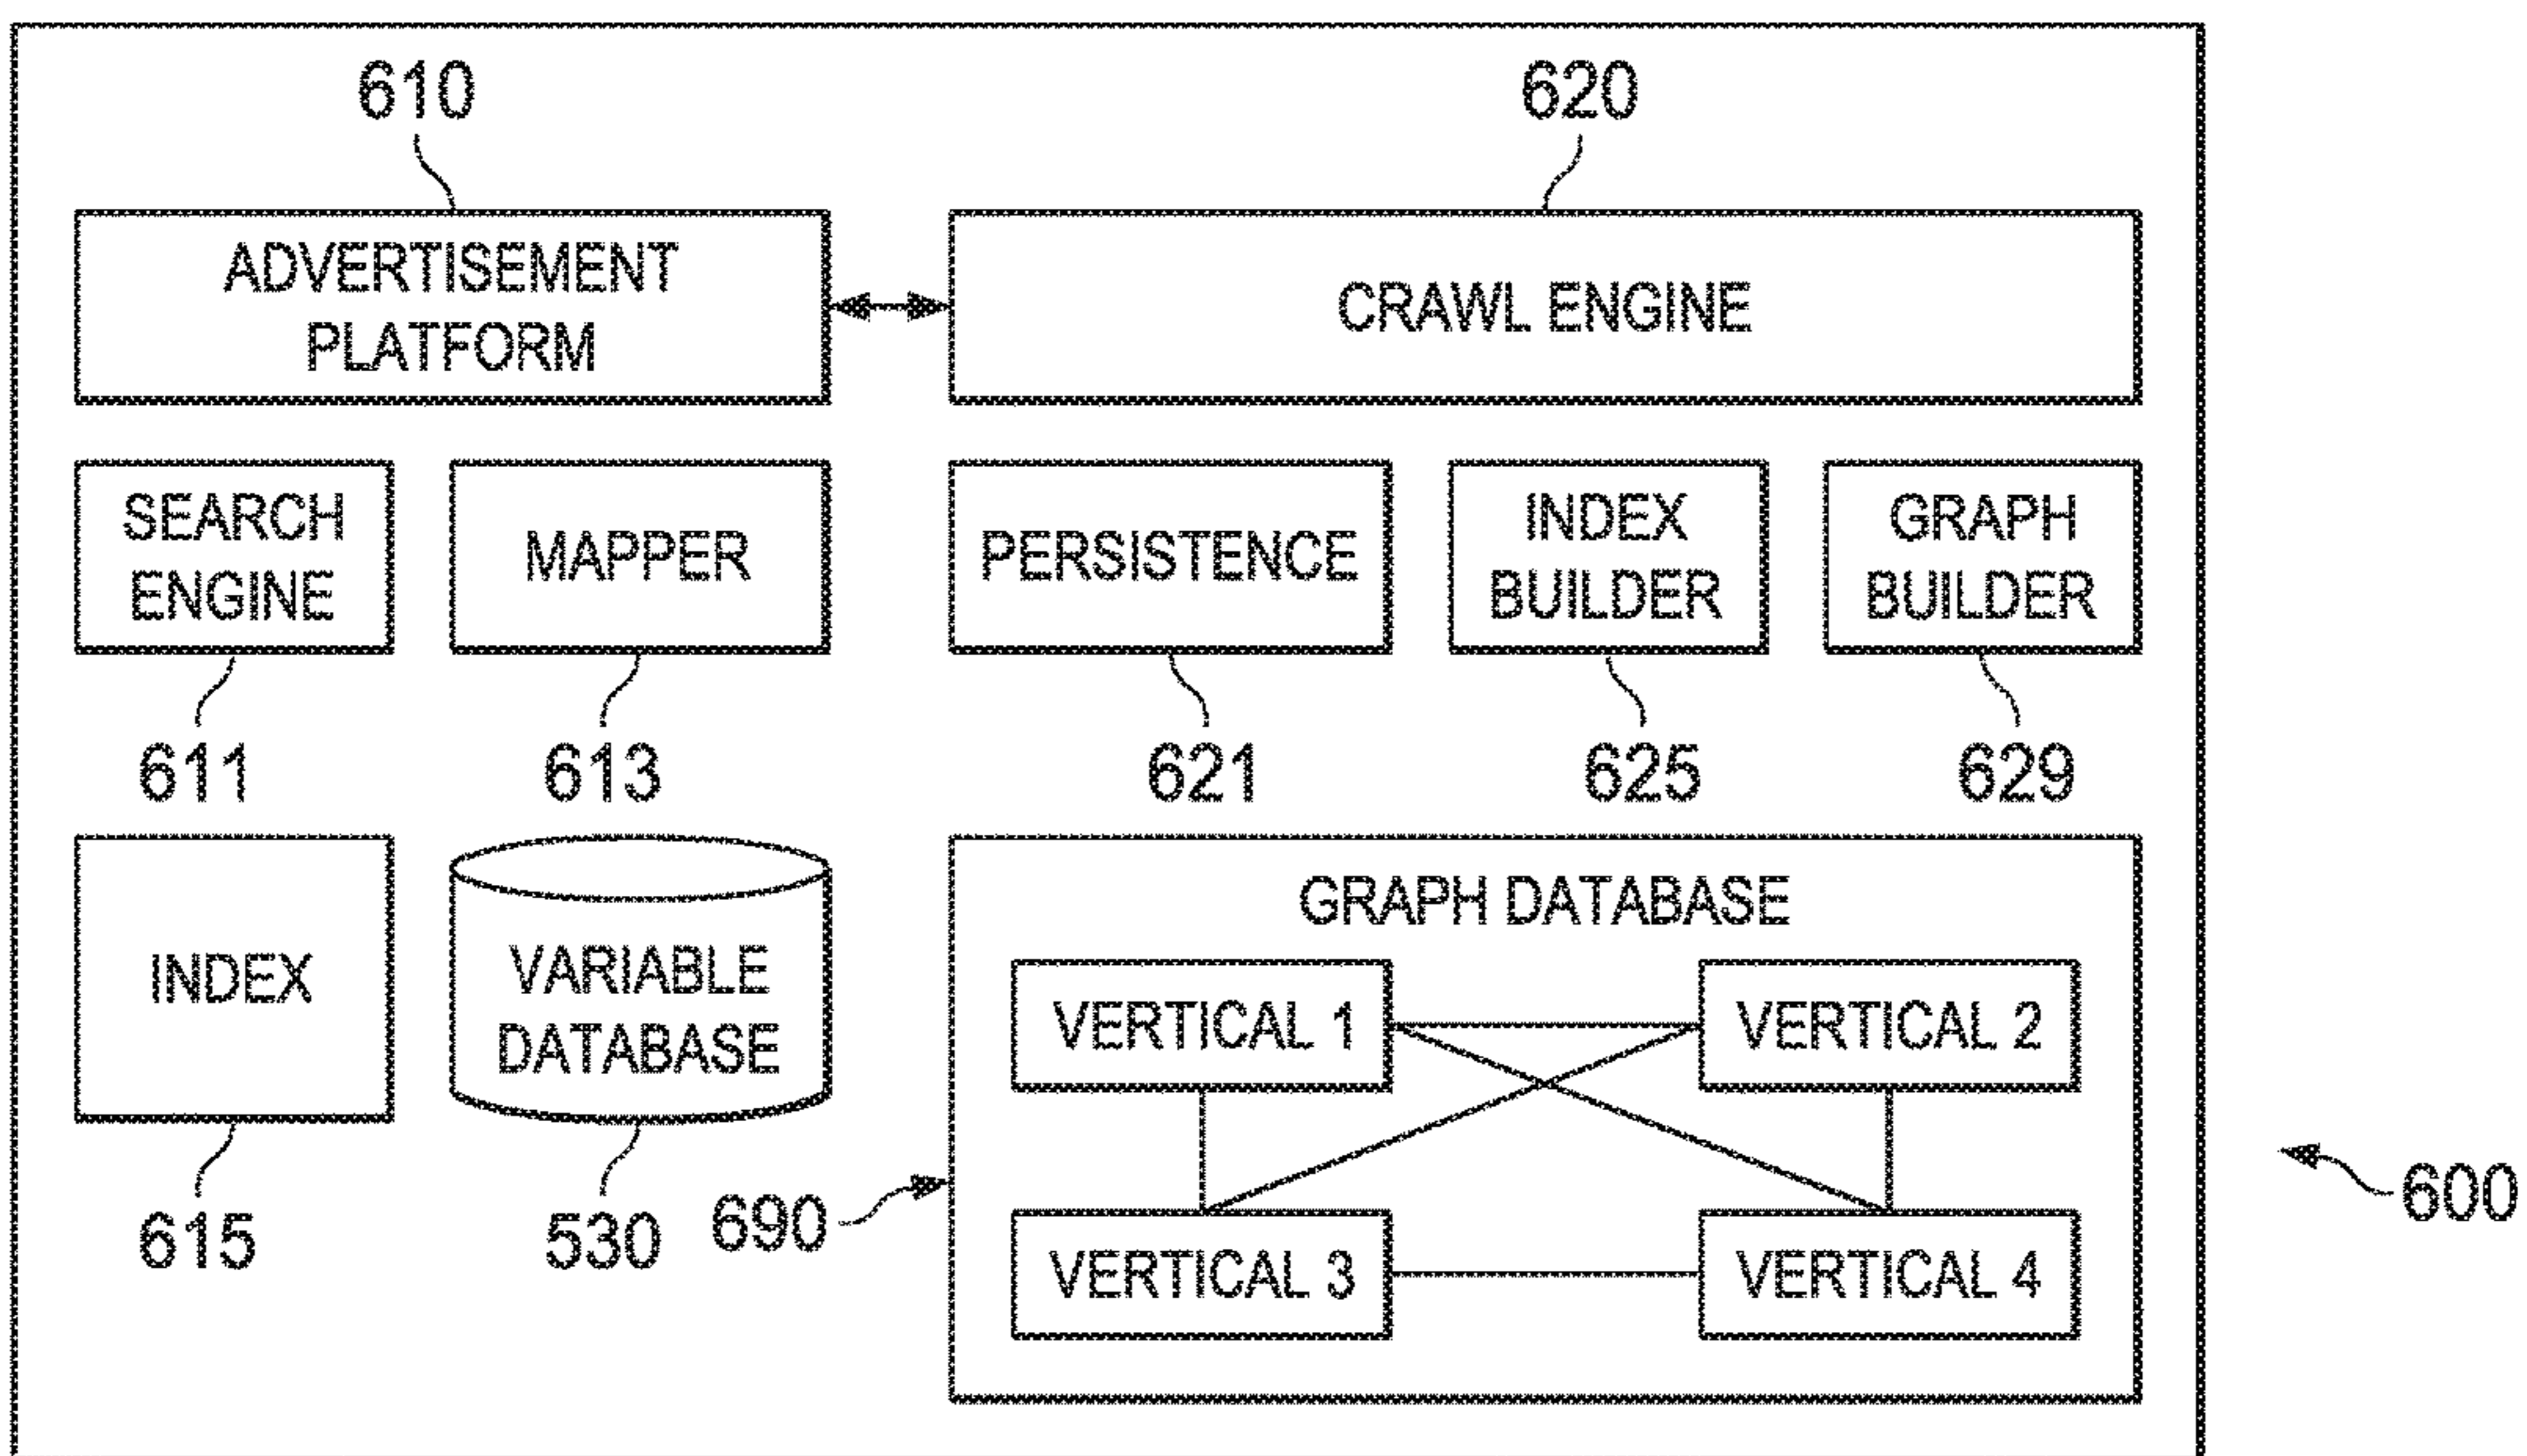 610
620
ADVERTISEMENT
PLATFORM
CRAWL ENGINE
SEARCH
ENGINE
MAPPER
PERSISTENCE
INDEX
BUILDER
GRAPH
BUILDER
611
613
621
625
629
INDEX
VARIABLE
DATABASE
GRAPH DATABASE
VERTICAL 1
VERTICAL 2
VERTICAL 3
VERTICAL 4
615
530
690
600